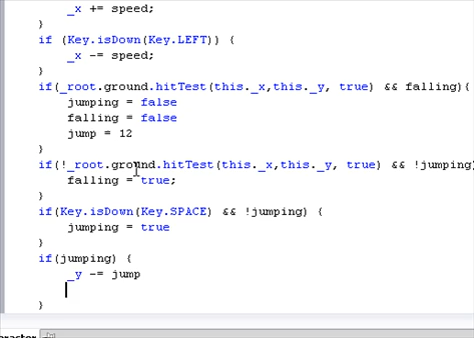 _x += speed;
}
if (Key.isDown(Key.LEFT)) {
_x -= speed;
}
if(_root.ground.hitTest(this._x,this._y, true) && falling){
jumping = false
falling = false
jump = 12
}
if(!_root.ground.hitTest(this._x,this._y, true) && !jumping)
falling = true;
}
if(Key.isDown(Key.SPACE) && !jumping) {
jumping = true
}
if(jumping) {
_y -= jump
}